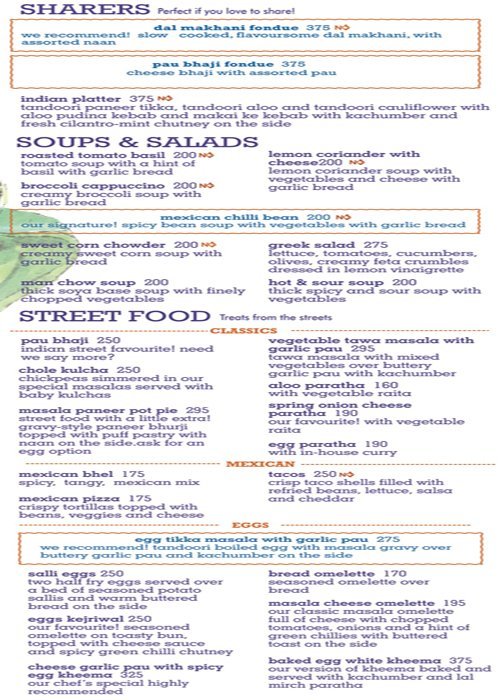 SHARERS Perfect if you love to share!
dal makhani fondue 375
we recommend! slow cooked, flavoursome dal makhani, with
assorted naan
pau bhaji fondue 375
cheese bhaji with assorted pau
indian platter 375
tandoori paneer tikka, tandoori aloo and tandoori cauliflower with
aloo pudina kebab and makai ke kebab with kachumber and
fresh cilantro-mint chutney on the side
SOUPS & SALADS
roasted tomato basil 200
tomato soup with a hint of
basil with garlic bread
broccoli cappuccino 200
creamy broccoli soup with
garlic bread
lemon coriander with
cheese200
lemon coriander soup with
vegetables and cheese with
garlic bread
mexican chilli bean 200
our signature! spicy bean soup with vegetables with garlic bread
sweet corn chowder 200
creamy sweet corn soup with
garlic bread
man chow soup 200
thick soya base soup with finely
chopped vegetables
greek salad 275
lettuce, tomatoes, cucumbers,
olives, creamy feta crumbles
dressed in lemon vinaigrette
hot & sour soup 200
thick spicy and sour soup with
vegetables
STREET FOOD Treats from the streets
CLASSICS
pau bhaji 250
indian street favourite! need
we say more?
chole kulcha 250
chickpeas simmered in our
special masalas served with
baby kulchas
masala paneer pot pie 295
street food with a little extra!
gravy-style paneer bhurji
topped with puff pastry with
naan on the side.ask for an
egg option
vegetable tawa masala with
garlic pau 295
tawa masala with mixed
vegetables over buttery
garlic pau with kachumber
aloo paratha 160
with vegetable raita
spring onion cheese
paratha 190
our favourite! with vegetable
raita
egg paratha 190
with in-house curry
MEXICAN
mexican bhel 175
spicy, tangy, mexican mix
mexican pizza 175
crispy tortillas topped with
beans, veggies and cheese
tacos 250
crisp taco shells filled with
refried beans, lettuce, salsa
and cheddar
EGGS
egg tikka masala with garlic pau 275
we recommend! tandoori boiled egg with masala gravy over
buttery garlic pau and kachumber on the side
salli eggs 250
two half fry eggs served over
a bed of seasoned potato
sallis and warm buttered
bread on the side
eggs kejriwal 250
our favourite! seasoned
omelette on toasty bun,
topped with cheese sauce
and spicy green chilli chutney
cheese garlic pau with spicy
egg kheema 325
our chef's special highly
recommended
bread omelette 170
seasoned omelette over
bread
masala cheese omelette 195
our classic masala omelette
full of cheese with chopped
tomatoes, onions and a hint of
green chillies with buttered
toast on the side
baked egg white kheema 375
our version of kheema baked and
served with kachumber and lal
mirch paratha